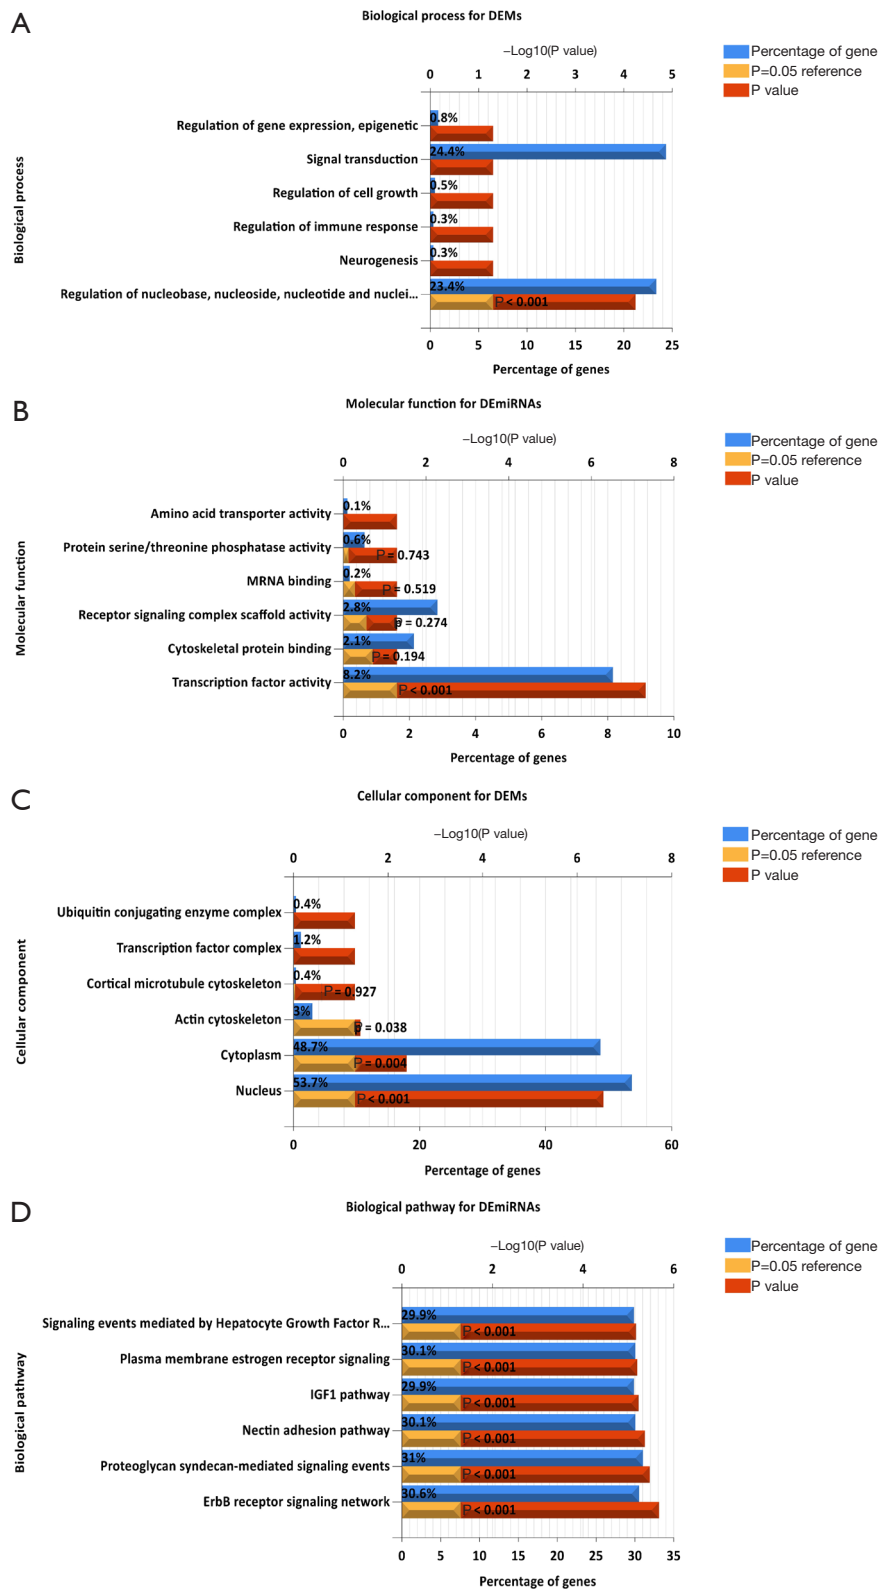 A
Biological process for DEMs
−Log10(P value)
0 1 2 3 4 5
Percentage of gene
P=0.05 reference
P value
Biological process
Regulation of gene expression, epigenetic
0.8%
Signal transduction
24.4%
Regulation of cell growth
0.5%
Regulation of immune response
0.3%
Neurogenesis
0.3%
Regulation of nucleobase, nucleoside, nucleotide and nuclei...
23.4%
P < 0.001
0 5 10 15 20 25
Percentage of genes
B
Molecular function for DEmiRNAs
−Log10(P value)
0 2 4 6 8
Percentage of gene
P=0.05 reference
P value
Molecular function
Amino acid transporter activity
0.1%
Protein serine/threonine phosphatase activity
0.6%
P = 0.743
MRNA binding
0.2%
P = 0.519
Receptor signaling complex scaffold activity
2.8%
p = 0.274
Cytoskeletal protein binding
2.1%
P = 0.194
Transcription factor activity
8.2%
P < 0.001
0 2 4 6 8 10
Percentage of genes
C
Cellular component for DEMs
−Log10(P value)
0 2 4 6 8
Percentage of gene
P=0.05 reference
P value
Cellular component
Ubiquitin conjugating enzyme complex
0.4%
Transcription factor complex
1.2%
Cortical microtubule cytoskeleton
0.4%
P = 0.927
Actin cytoskeleton
3%
p = 0.038
Cytoplasm
48.7%
P = 0.004
Nucleus
53.7%
P < 0.001
0 20 40 60
Percentage of genes
D
Biological pathway for DEmiRNAs
−Log10(P value)
0 2 4 6
Percentage of gene
P=0.05 reference
P value
Biological pathway
Signaling events mediated by Hepatocyte Growth Factor R...
29.9%
P < 0.001
Plasma membrane estrogen receptor signaling
30.1%
P < 0.001
IGF1 pathway
29.9%
P < 0.001
Nectin adhesion pathway
30.1%
P < 0.001
Proteoglycan syndecan-mediated signaling events
31%
P < 0.001
ErbB receptor signaling network
30.6%
P < 0.001
0 5 10 15 20 25 30 35
Percentage of genes